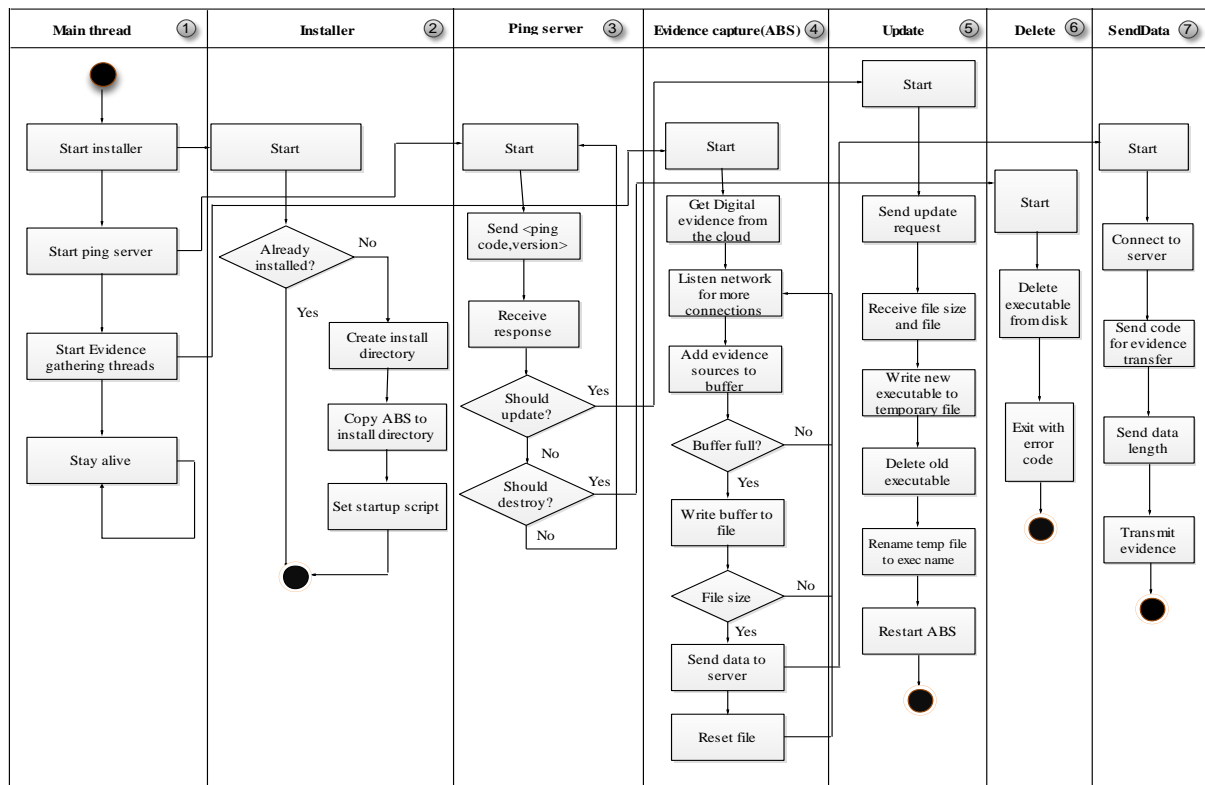 Main thread 1
Installer 2
Ping server 3
Evidence capture(ABS) 4
Update 5
Delete 6
SendData 7
Start installer
Start ping server
Start Evidence
gathering threads
Stay alive
Start
Already
installed?
No
Yes
Create install
directory
Copy ABS to
install directory
Set startup script
Start
Send <ping
code,version>
Receive
response
Should
update?
Yes
No
Should
destroy?
Yes
No
Start
Get Digital
evidence from
the cloud
Listen network
for more
connections
Add evidence
sources to
buffer
Buffer full?
No
Yes
Write buffer to
file
File size
No
Yes
Send data to
server
Reset file
Start
Send update
request
Receive file size
and file
Write new
executable to
temporary file
Delete old
executable
Rename temp file
to exec name
Restart ABS
Start
Delete
executable
from disk
Exit with
error
code
Start
Connect to
server
Send code
for evidence
transfer
Send data
length
Transmit
evidence